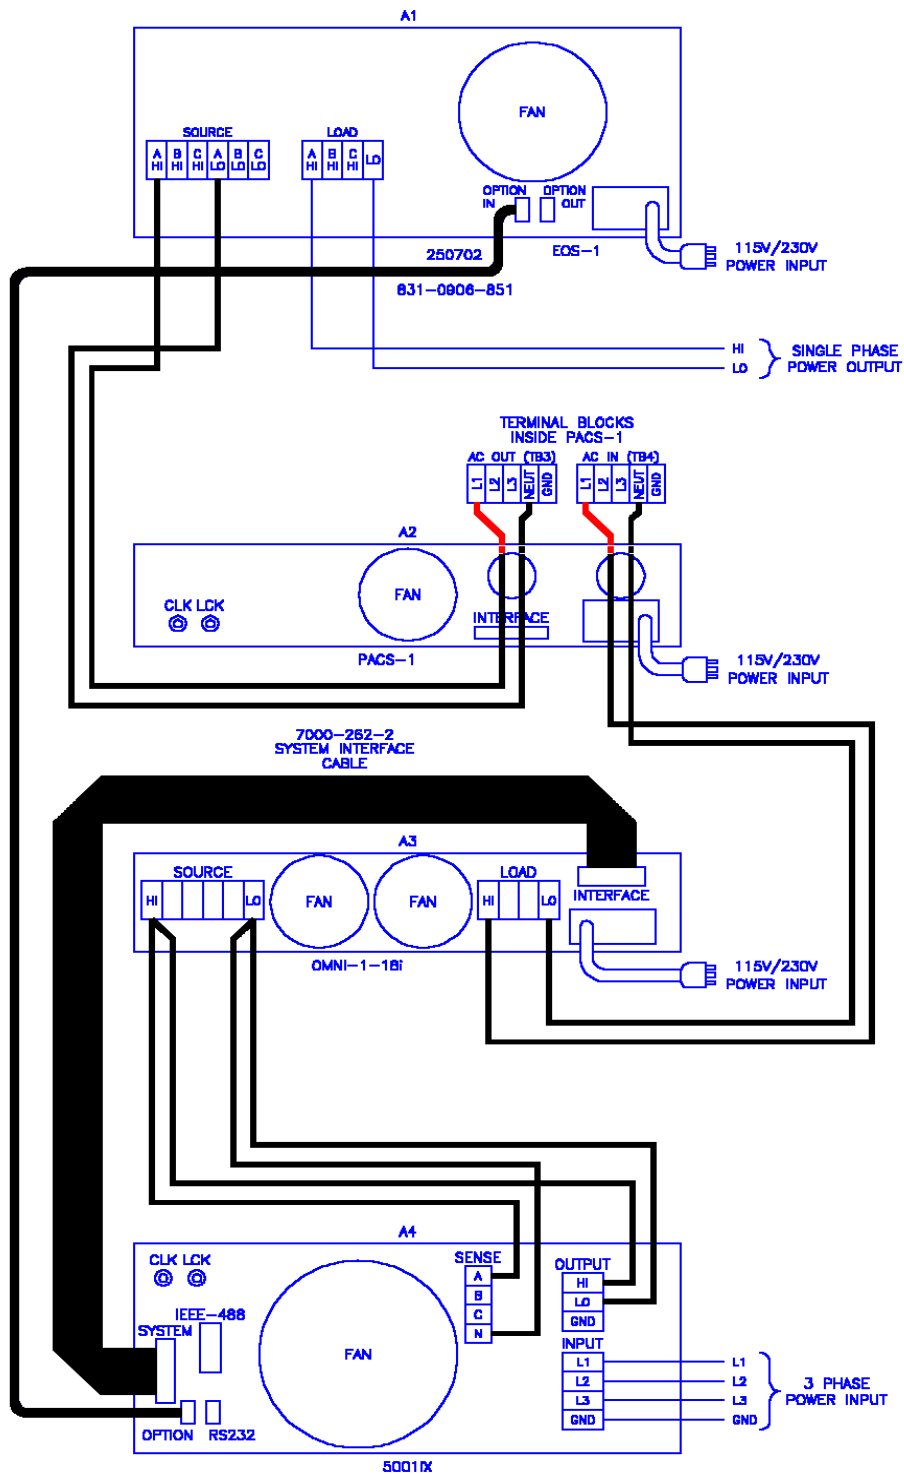 A1
FAN
SOURCE
A HI
B HI
C HI
A LO
B LO
C LO
LOAD
A HI
B HI
C HI
LO
OPTION IN
OPTION OUT
EOS-1
250702
831-0906-851
115V/230V
POWER INPUT
HI
LO
SINGLE PHASE
POWER OUTPUT
TERMINAL BLOCKS
INSIDE PACS-1
AC OUT (TB3)
L1
L2
L3
NEUT
GND
AC IN (TB4)
L1
L2
L3
NEUT
GND
A2
FAN
CLK LCK
INTERFACE
PACS-1
115V/230V
POWER INPUT
7000-262-2
SYSTEM INTERFACE
CABLE
A3
SOURCE
HI
LO
FAN
FAN
LOAD
HI
LO
INTERFACE
OMNI-1-18i
115V/230V
POWER INPUT
A4
CLK LCK
IEEE-488
SYSTEM
OPTION
RS232
FAN
SENSE
A
B
C
N
OUTPUT
HI
LO
GND
INPUT
L1
L2
L3
GND
L1
L2
L3
GND
3 PHASE
POWER INPUT
5001iX